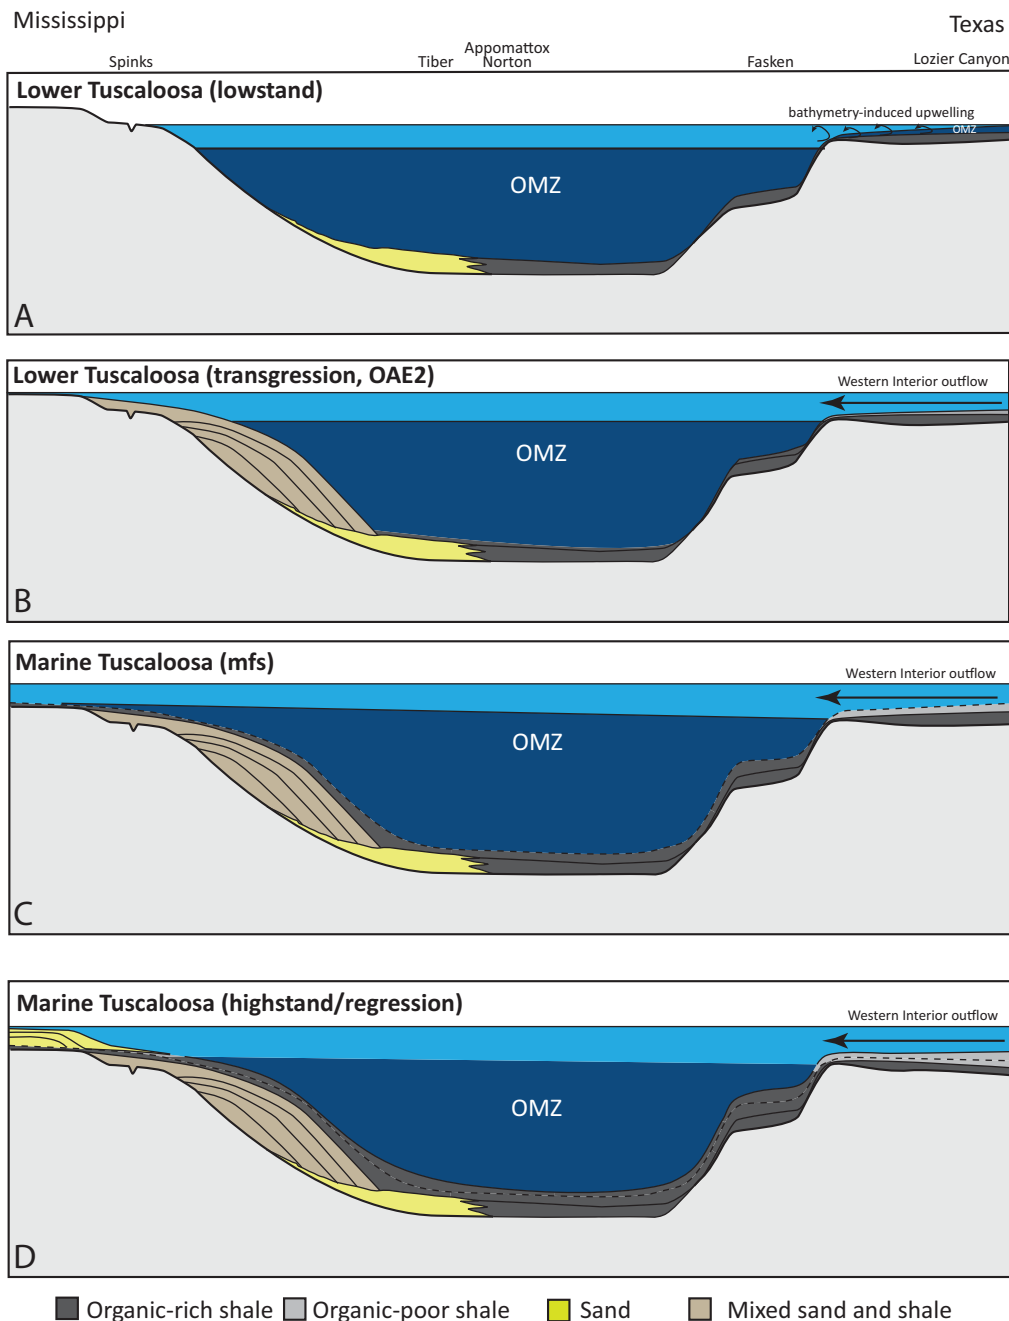 Mississippi
Texas
Spinks
Tiber
Appomattox
Norton
Fasken
Lozier Canyon
Lower Tuscaloosa (lowstand)
bathymetry-induced upwelling
OMZ
OMZ
A
Lower Tuscaloosa (transgression, OAE2)
Western Interior outflow
OMZ
B
Marine Tuscaloosa (mfs)
Western Interior outflow
OMZ
C
Marine Tuscaloosa (highstand/regression)
Western Interior outflow
OMZ
D
Organic-rich shale
Organic-poor shale
Sand
Mixed sand and shale